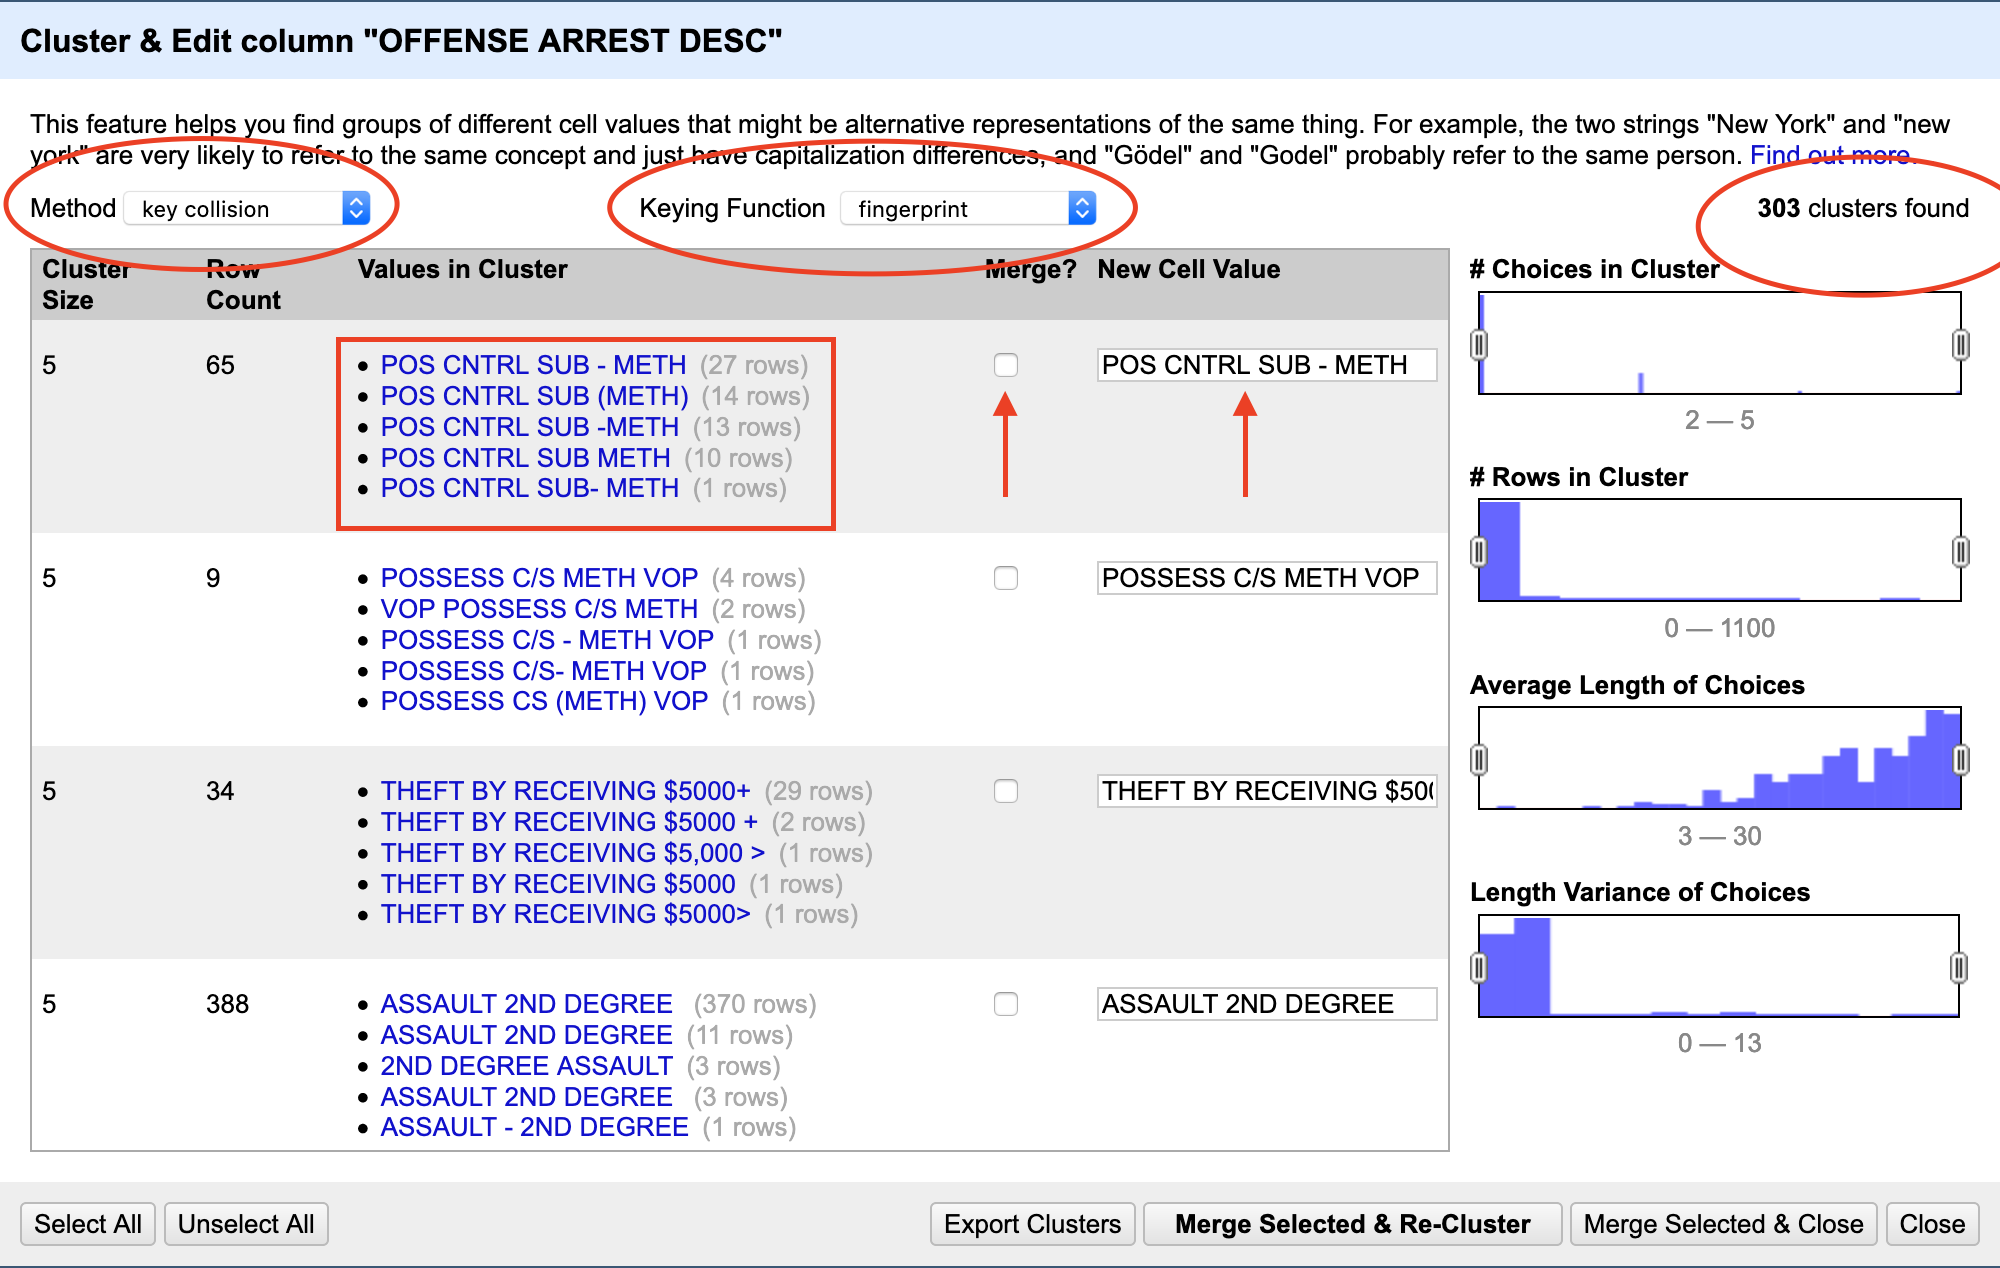 Cluster & Edit column "OFFENSE ARREST DESC"
This feature helps you find groups of different cell values that might be alternative representations of the same thing. For example, the two strings "New York" and "new
york" are very likely to refer to the same concept and just have capitalization differences, and "Gödel" and "Godel" probably refer to the same person. Find out more.
Method key collision
Keying Function fingerprint
303 clusters found
Cluster Size
Row Count
Values in Cluster
Merge?
New Cell Value
5
65
POS CNTRL SUB - METH (27 rows)
POS CNTRL SUB (METH) (14 rows)
POS CNTRL SUB -METH (13 rows)
POS CNTRL SUB METH (10 rows)
POS CNTRL SUB- METH (1 rows)
POS CNTRL SUB - METH
5
9
POSSESS C/S METH VOP (4 rows)
VOP POSSESS C/S METH (2 rows)
POSSESS C/S - METH VOP (1 rows)
POSSESS C/S- METH VOP (1 rows)
POSSESS CS (METH) VOP (1 rows)
POSSESS C/S METH VOP
5
34
THEFT BY RECEIVING $5000+ (29 rows)
THEFT BY RECEIVING $5000 + (2 rows)
THEFT BY RECEIVING $5,000 > (1 rows)
THEFT BY RECEIVING $5000 (1 rows)
THEFT BY RECEIVING $5000> (1 rows)
THEFT BY RECEIVING $500
5
388
ASSAULT 2ND DEGREE (370 rows)
ASSAULT 2ND DEGREE (11 rows)
2ND DEGREE ASSAULT (3 rows)
ASSAULT 2ND DEGREE (3 rows)
ASSAULT - 2ND DEGREE (1 rows)
ASSAULT 2ND DEGREE
# Choices in Cluster
2 — 5
# Rows in Cluster
0 — 1100
Average Length of Choices
3 — 30
Length Variance of Choices
0 — 13
Select All
Unselect All
Export Clusters
Merge Selected & Re-Cluster
Merge Selected & Close
Close